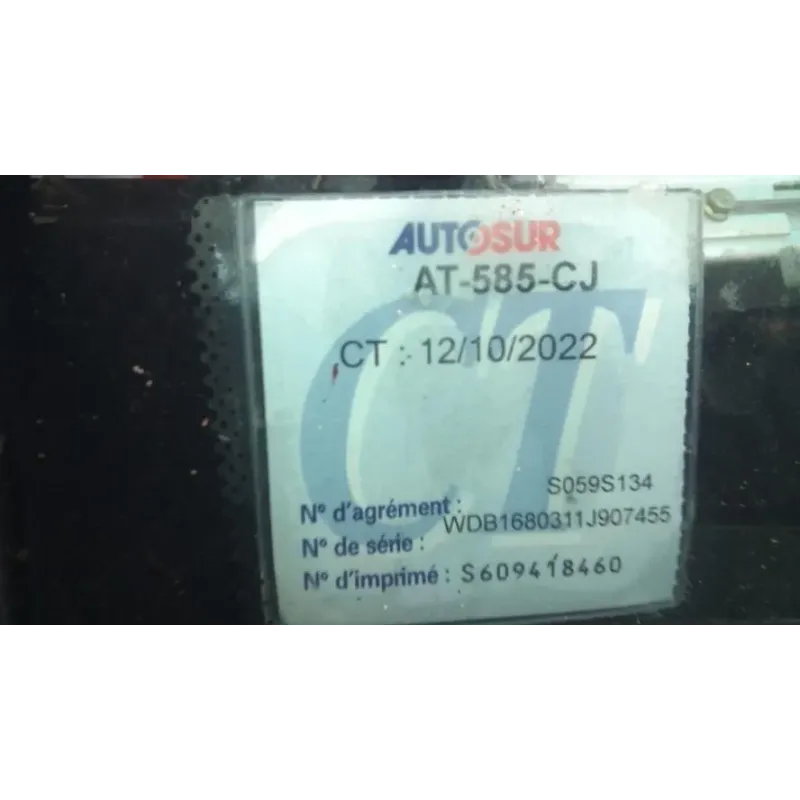 AUTOSUR
AT-585-CJ
CT
CT : 12/10/2022
N° d'agrément : S059S134
N° de série : WDB1680311J907455
N° d'imprimé : S609418460